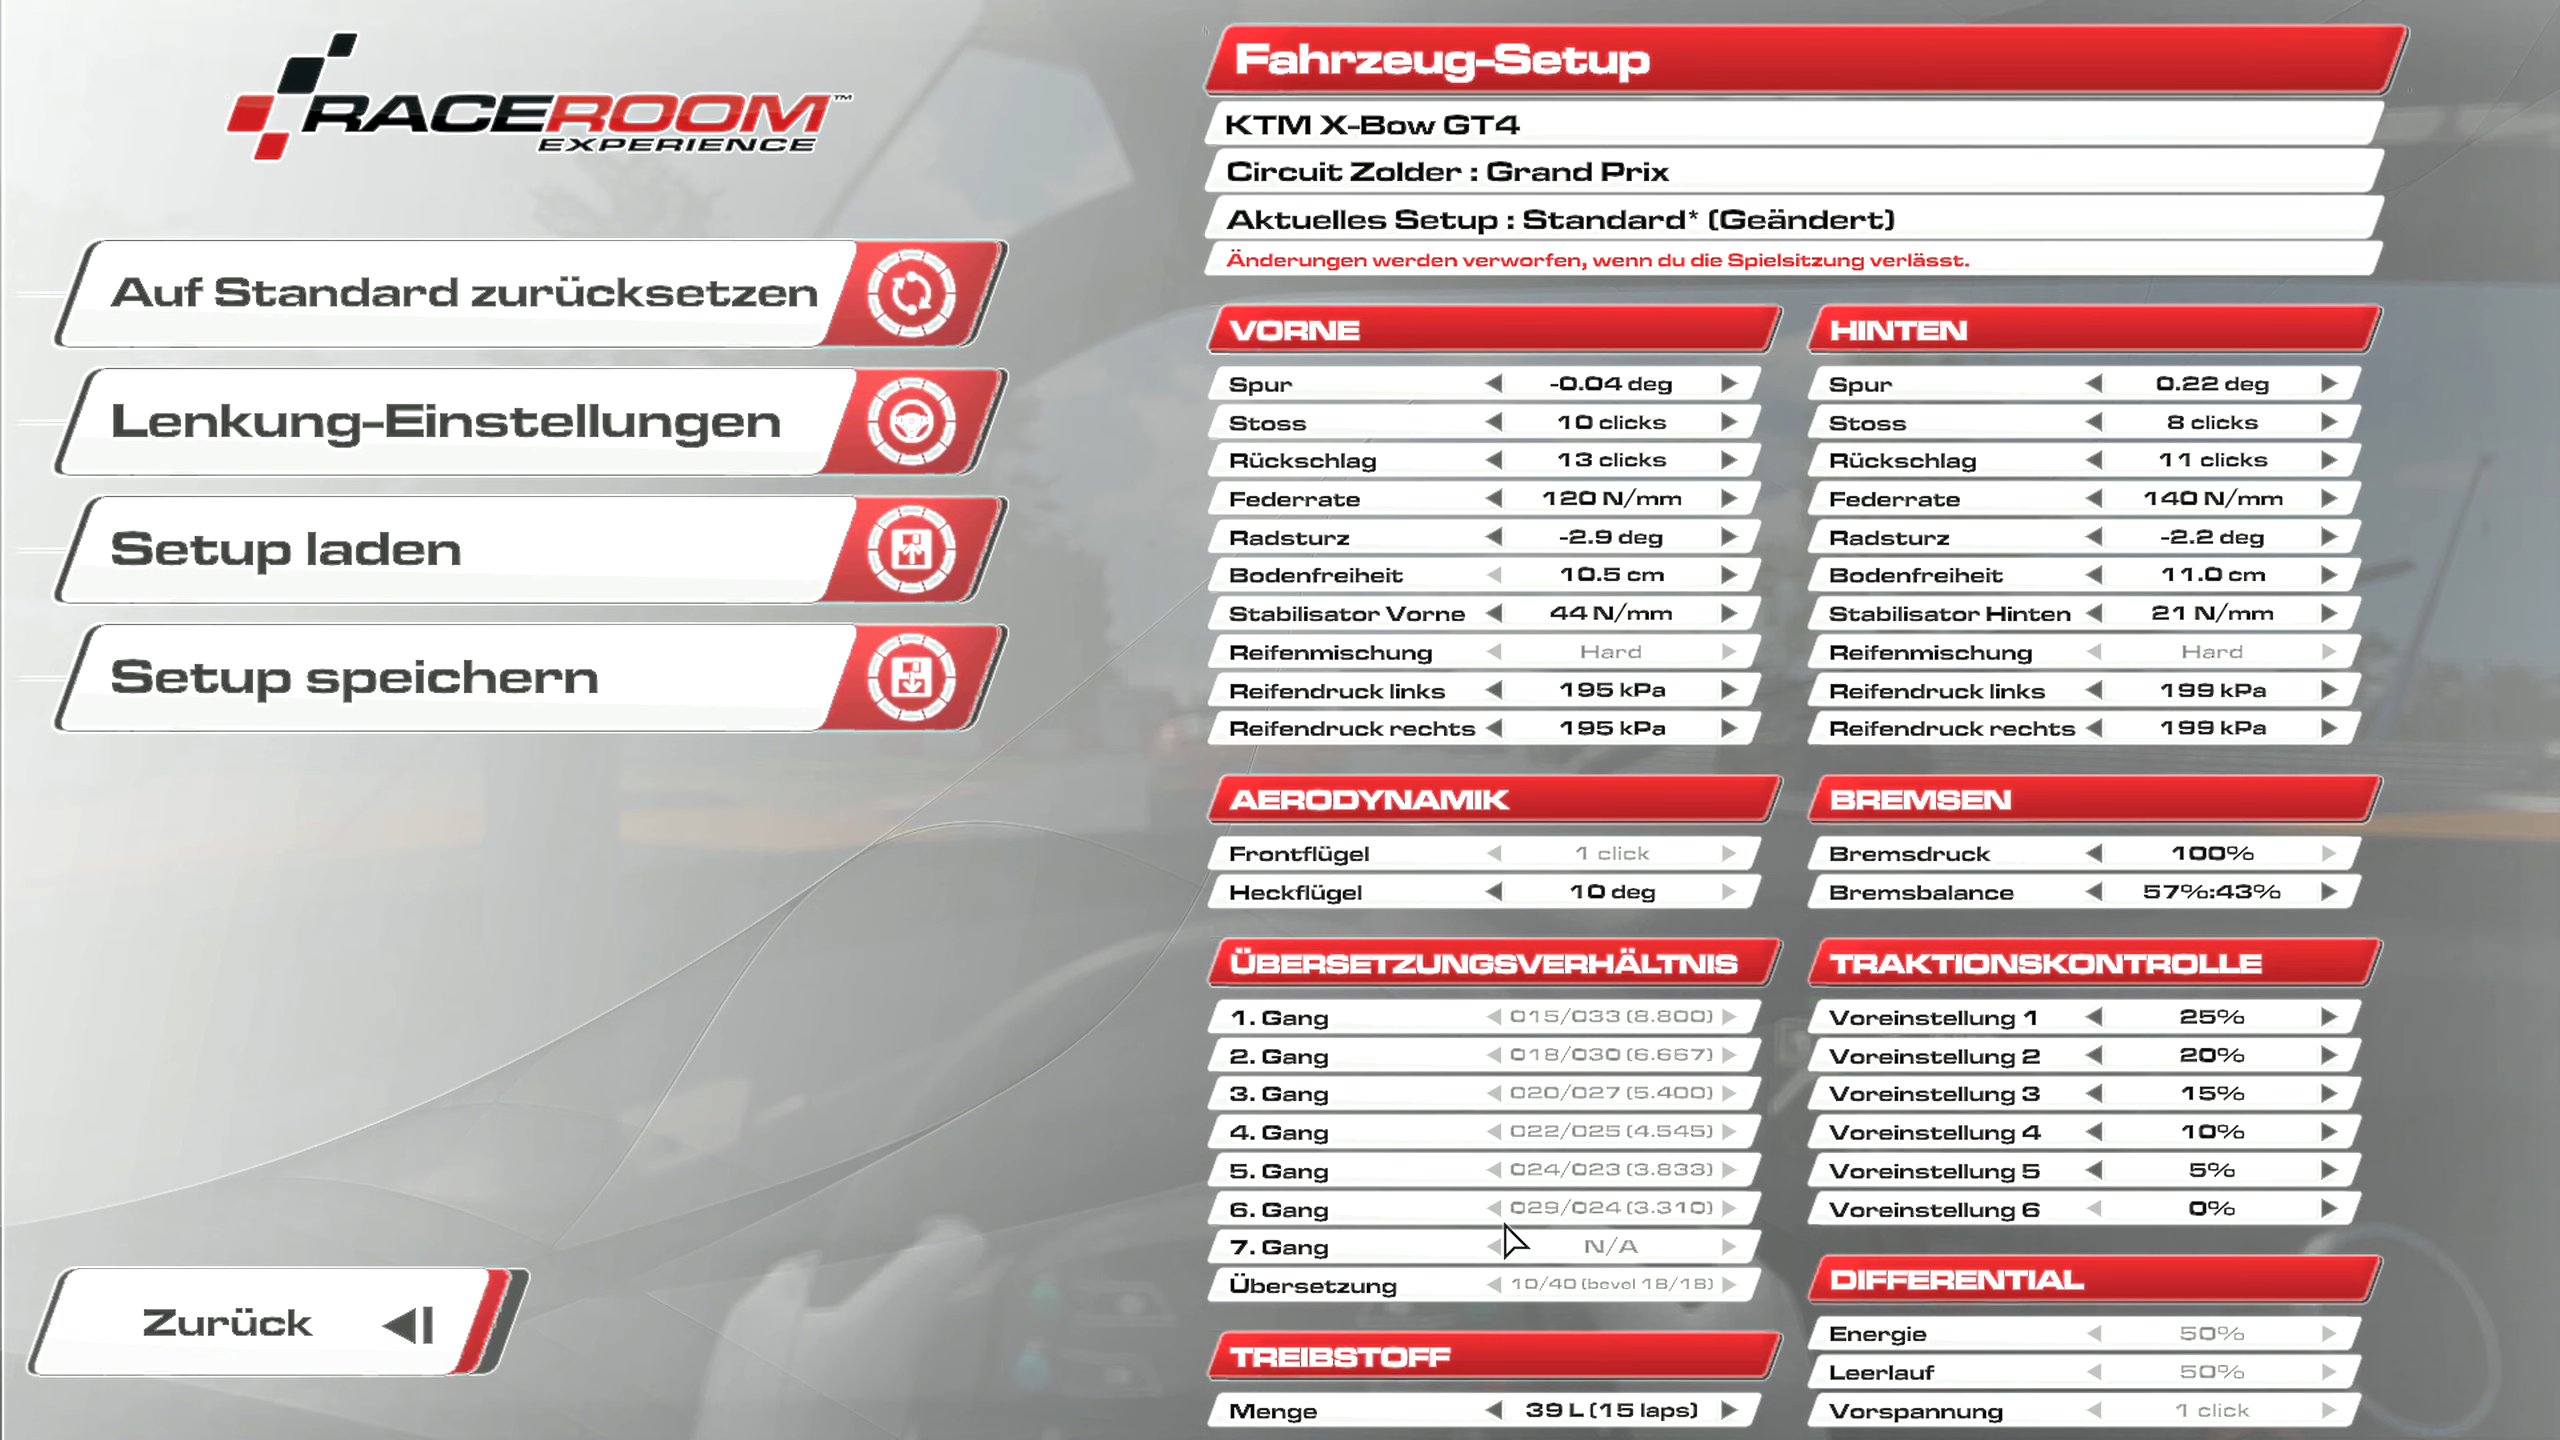 RACEROOM™
EXPERIENCE
Auf Standard zurücksetzen
Lenkung-Einstellungen
Setup laden
Setup speichern
Zurück
Fahrzeug-Setup
KTM X-Bow GT4
Circuit Zolder : Grand Prix
Aktuelles Setup : Standard* (Geändert)
Änderungen werden verworfen, wenn du die Spielsitzung verlässt.
VORNE
Spur -0.04 deg
Stoss 10 clicks
Rückschlag 13 clicks
Federrate 120 N/mm
Radsturz -2.9 deg
Bodenfreiheit 10.5 cm
Stabilisator Vorne 44 N/mm
Reifenmischung Hard
Reifendruck links 195 kPa
Reifendruck rechts 195 kPa
HINTEN
Spur 0.22 deg
Stoss 8 clicks
Rückschlag 11 clicks
Federrate 140 N/mm
Radsturz -2.2 deg
Bodenfreiheit 11.0 cm
Stabilisator Hinten 21 N/mm
Reifenmischung Hard
Reifendruck links 199 kPa
Reifendruck rechts 199 kPa
AERODYNAMIK
Frontflügel 1 click
Heckflügel 10 deg
BREMSEN
Bremsdruck 100%
Bremsbalance 57%:43%
ÜBERSETZUNGSVERHÄLTNIS
1. Gang 015/033 (8.800)
2. Gang 018/030 (6.667)
3. Gang 020/027 (5.400)
4. Gang 022/025 (4.545)
5. Gang 024/023 (3.833)
6. Gang 029/024 (3.310)
7. Gang N/A
Übersetzung 10/40 (bevel 18/18)
TRAKTIONSKONTROLLE
Voreinstellung 1 25%
Voreinstellung 2 20%
Voreinstellung 3 15%
Voreinstellung 4 10%
Voreinstellung 5 5%
Voreinstellung 6 0%
TREIBSTOFF
Menge 39 L (15 laps)
DIFFERENTIAL
Energie 50%
Leerlauf 50%
Vorspannung 1 click